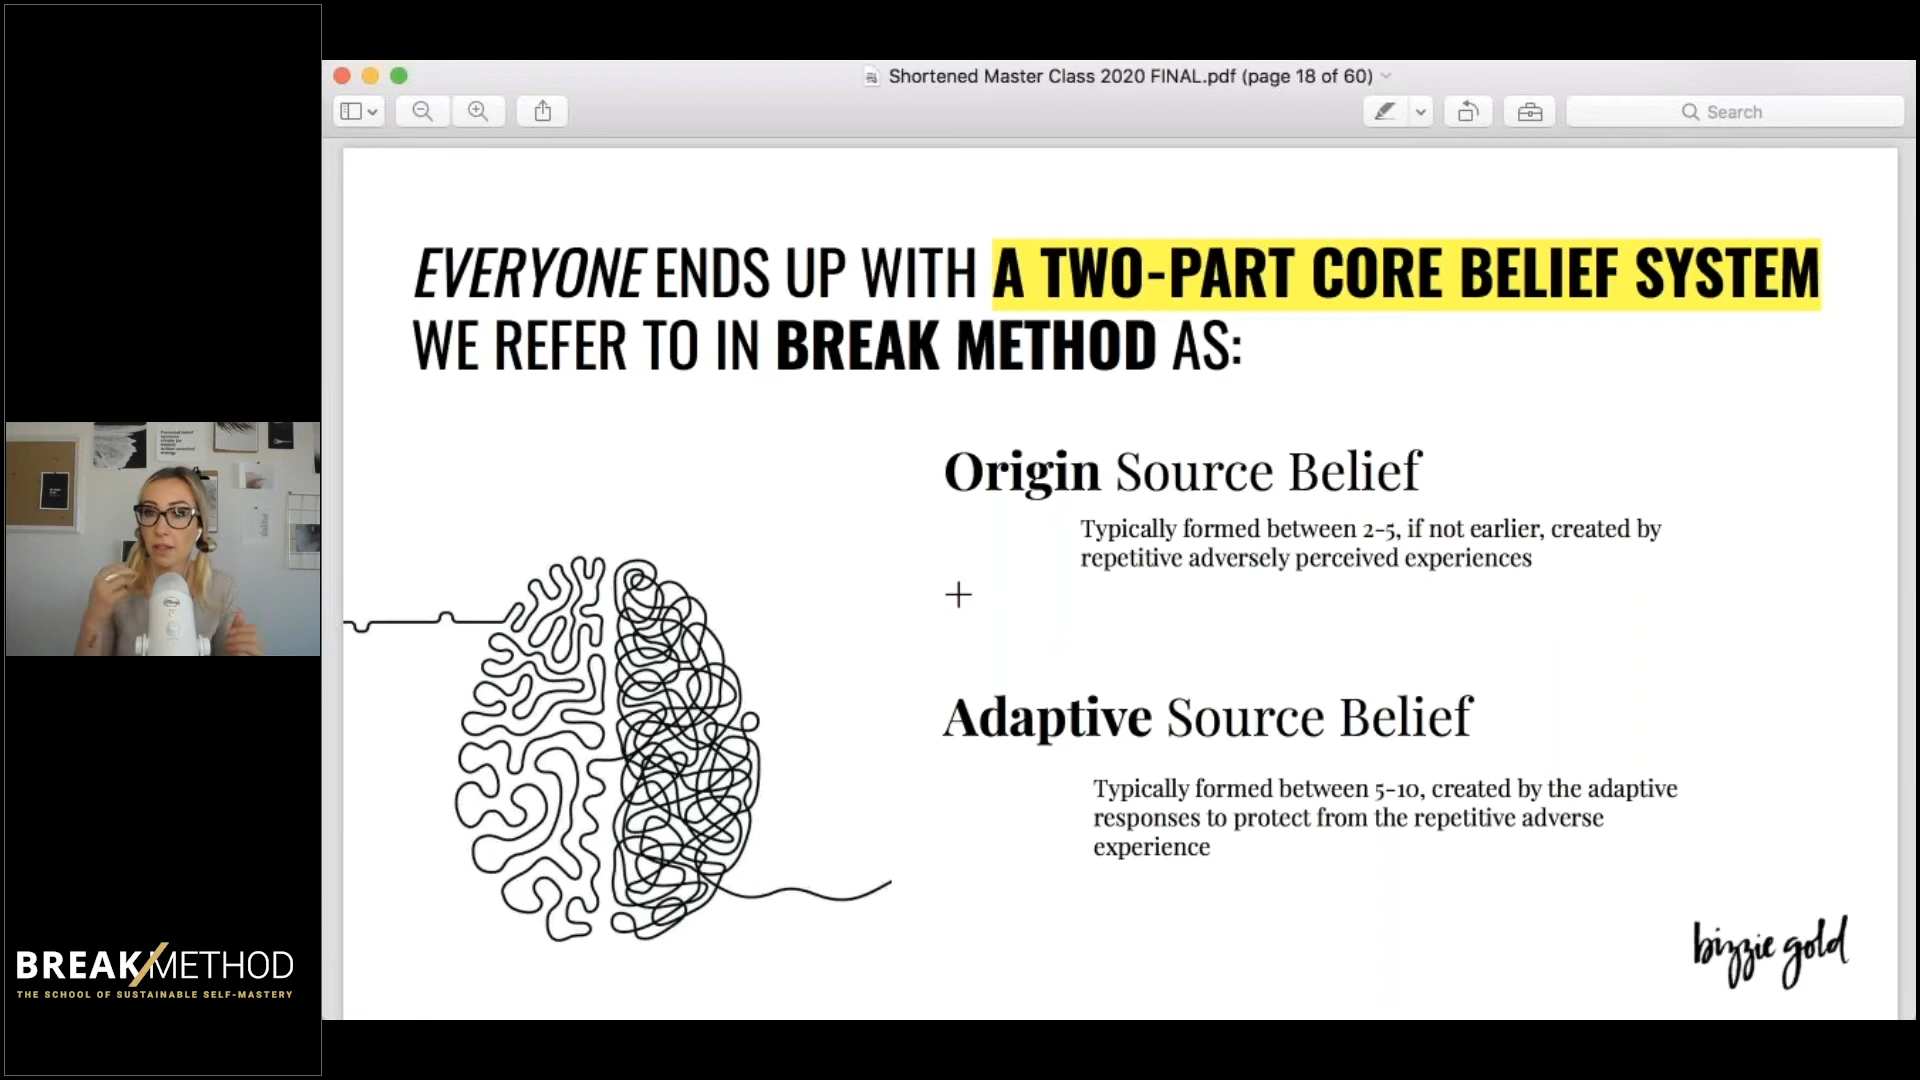 Shortened Master Class 2020 FINAL.pdf (page 18 of 60)
Search
EVERYONE ENDS UP WITH A TWO-PART CORE BELIEF SYSTEM
WE REFER TO IN BREAK METHOD AS:
Origin Source Belief
Typically formed between 2-5, if not earlier, created by
repetitive adversely perceived experiences
+
Adaptive Source Belief
Typically formed between 5-10, created by the adaptive
responses to protect from the repetitive adverse
experience
bizzie gold
BREAK/METHOD
THE SCHOOL OF SUSTAINABLE SELF-MASTERY